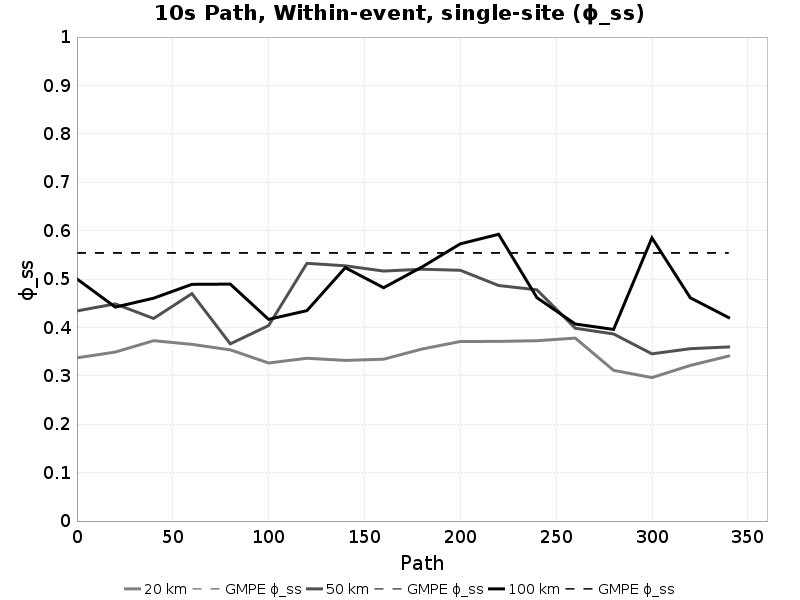 10s Path, Within-event, single-site (ϕ_ss)
1
0.9
0.8
0.7
0.6
0.5
0.4
0.3
0.2
0.1
0
ϕ_ss
0 50 100 150 200 250 300 350
Path
20 km GMPE ϕ_ss 50 km GMPE ϕ_ss 100 km GMPE ϕ_ss